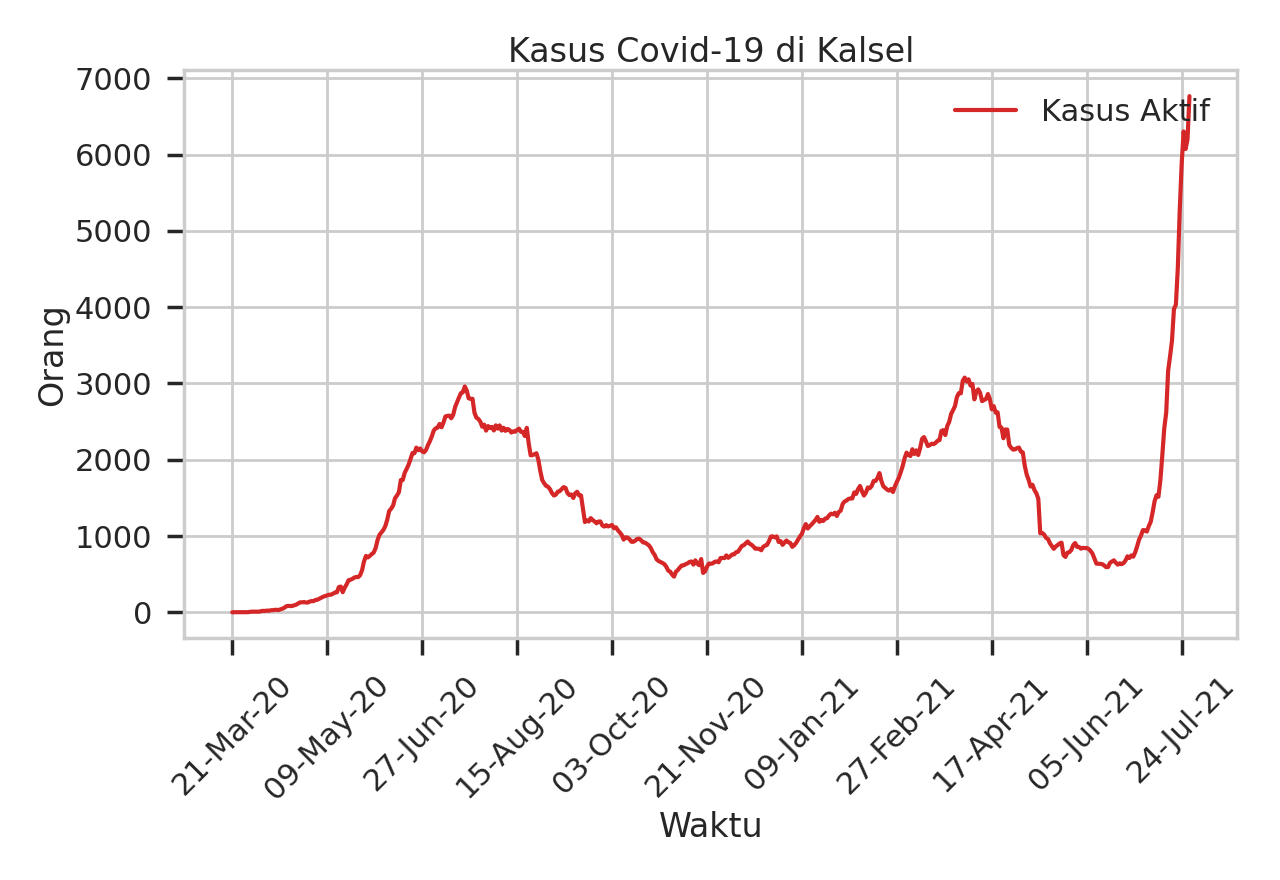 Kasus Covid-19 di Kalsel
Kasus Aktif
7000
6000
5000
4000
3000
2000
1000
0
Orang
21-Mar-20
09-May-20
27-Jun-20
15-Aug-20
03-Oct-20
21-Nov-20
09-Jan-21
27-Feb-21
17-Apr-21
05-Jun-21
24-Jul-21
Waktu